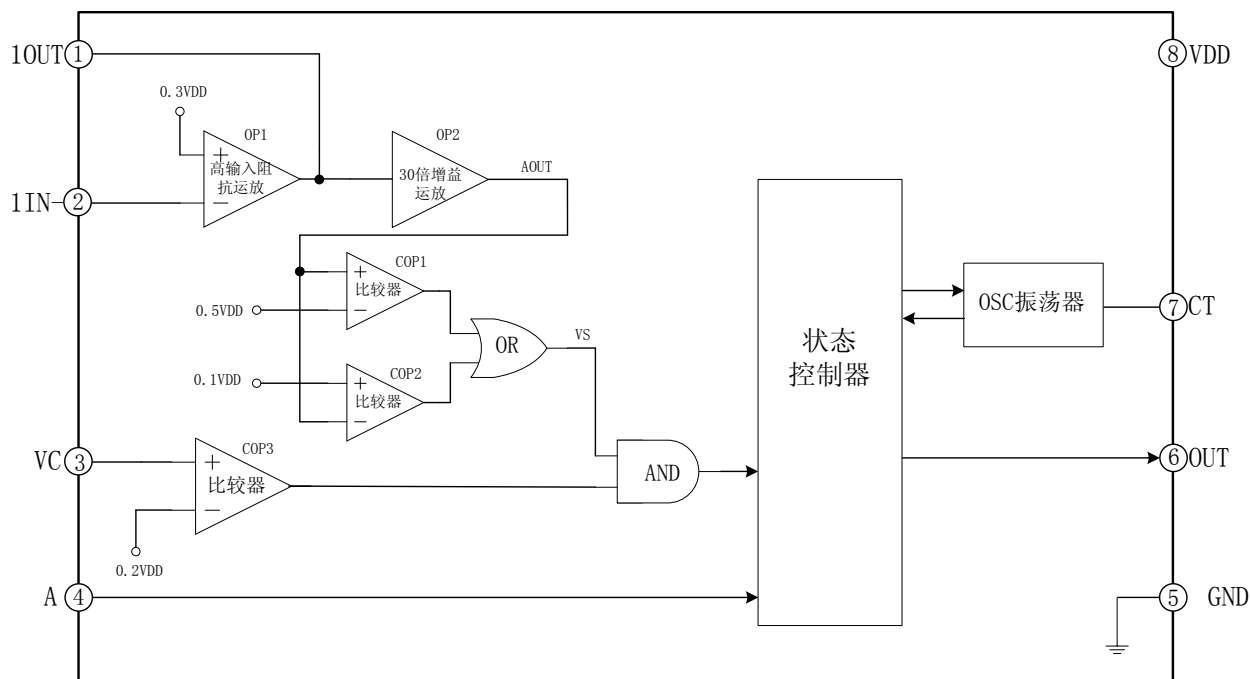 1OUT
①
⑧
VDD
0.3VDD
OP1
+
高输入阻
抗运放
−
OP2
30倍增益
运放
AOUT
1IN-
②
COP1
+
比较器
−
0.5VDD
OR
VS
COP2
+
比较器
−
0.1VDD
状态
控制器
OSC振荡器
⑦
CT
VC
③
COP3
+
比较器
−
0.2VDD
AND
⑥
OUT
A
④
⑤
GND